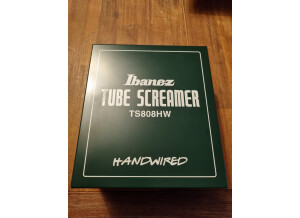 Ibanez
TUBE SCREAMER
TS808HW
HANDWIRED